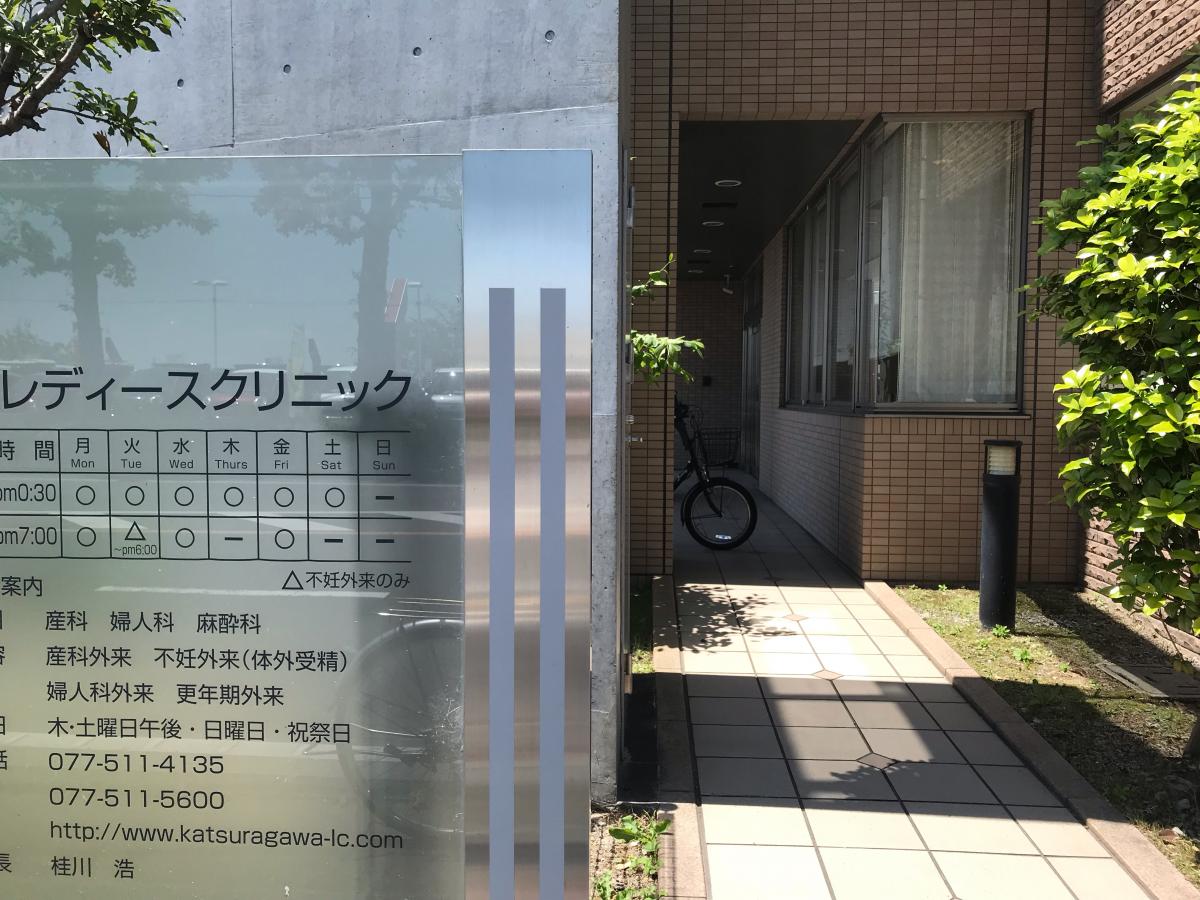 レディースクリニック
時間 月 火 水 木 金 土 日
Mon Tue Wed Thurs Fri Sat Sun
pm0:30 ○ ○ ○ ○ ○ ○ ー
pm7:00 ○ △ ○ ー ○ ー ー
~pm6:00
△不妊外来のみ
案内
産科 婦人科 麻酔科
産科外来 不妊外来(体外受精)
婦人科外来 更年期外来
日 木・土曜日午後・日曜日・祝祭日
話 077-511-4135
077-511-5600
http://www.katsuragawa-lc.com
長 桂川 浩